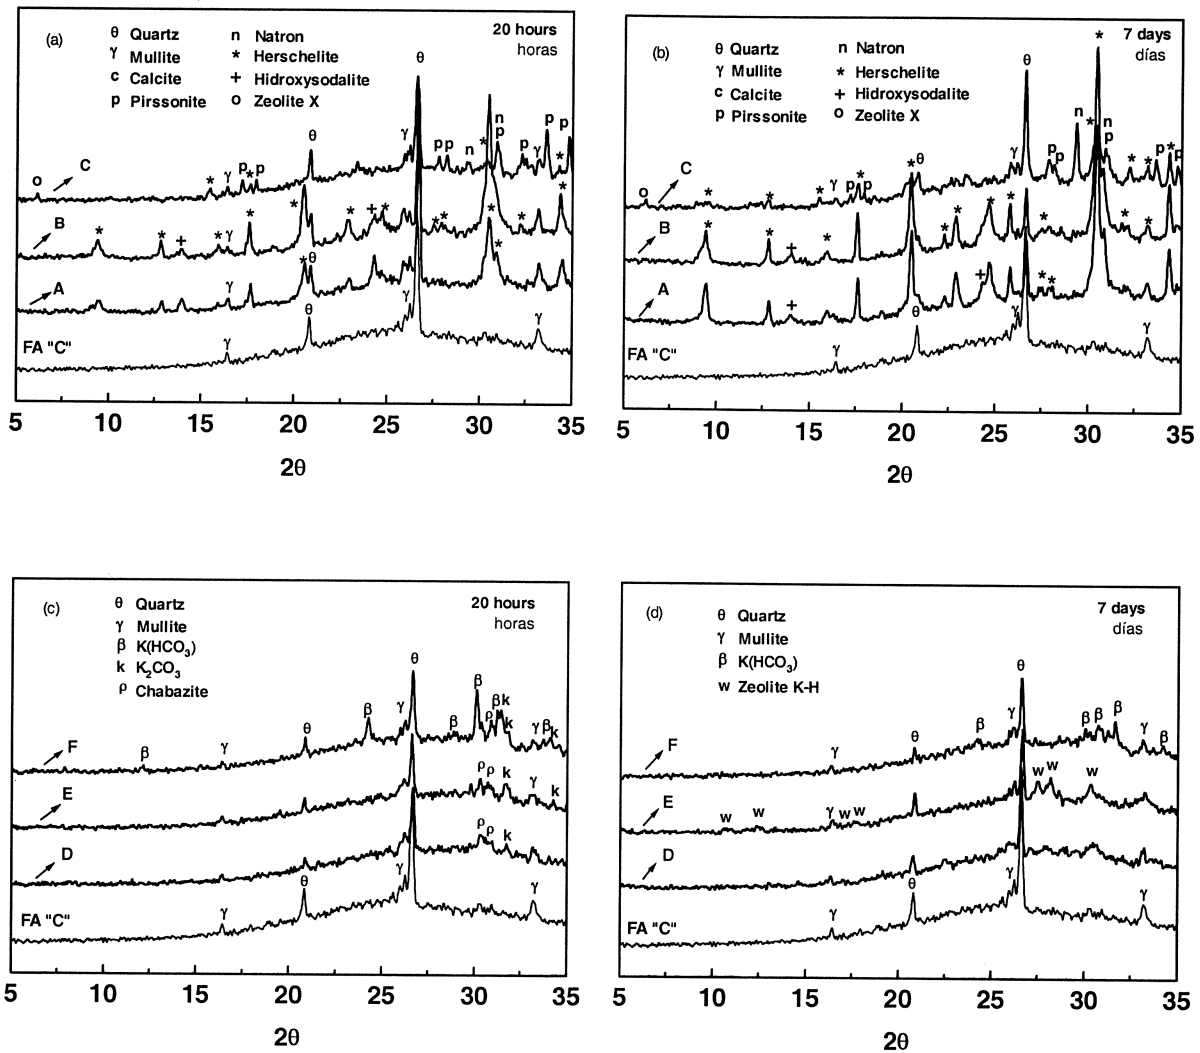 (a)
θ Quartz
γ Mullite
c Calcite
p Pirssonite
n Natron
* Herschelite
+ Hidroxysodalite
o Zeolite X
20 hours
horas
C
B
A
FA "C"
5 10 15 20 25 30 35
2θ
(b)
θ Quartz
γ Mullite
c Calcite
p Pirssonite
n Natron
* Herschelite
+ Hidroxysodalite
o Zeolite X
7 days
días
C
B
A
FA "C"
5 10 15 20 25 30 35
2θ
(c)
θ Quartz
γ Mullite
β K(HCO₃)
k K₂CO₃
ρ Chabazite
20 hours
horas
F
E
D
FA "C"
5 10 15 20 25 30 35
2θ
(d)
θ Quartz
γ Mullite
β K(HCO₃)
w Zeolite K-H
7 days
días
F
E
D
FA "C"
5 10 15 20 25 30 35
2θ